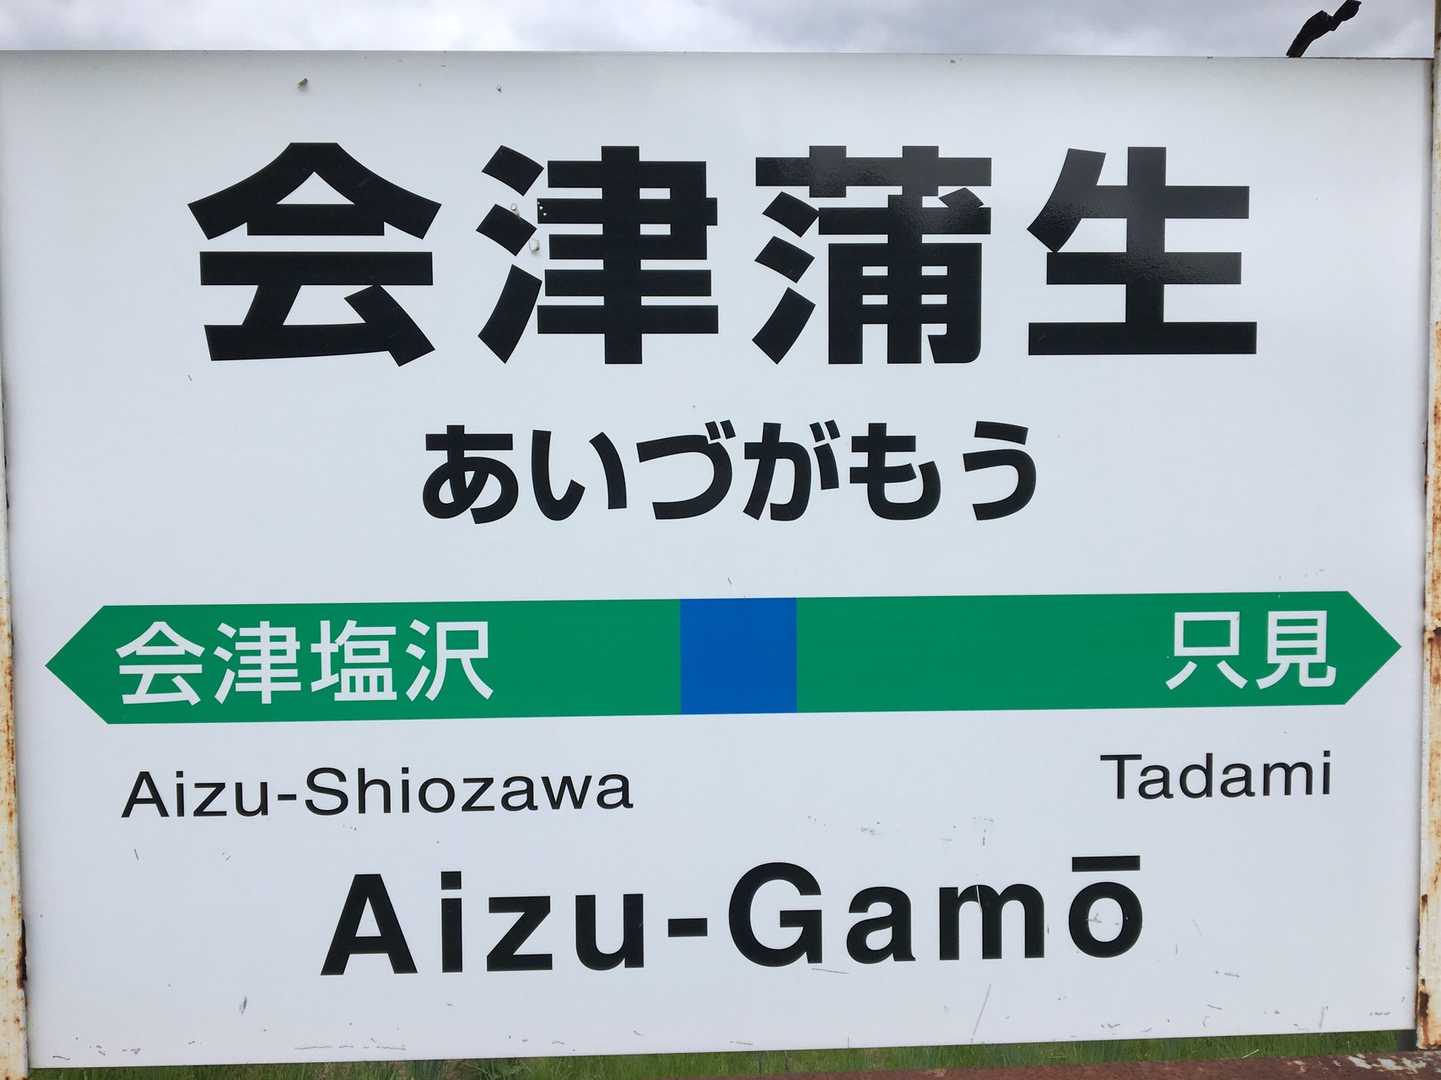 会津蒲生
あいづがもう
会津塩沢 只見
Aizu-Shiozawa Tadami
Aizu-Gamō